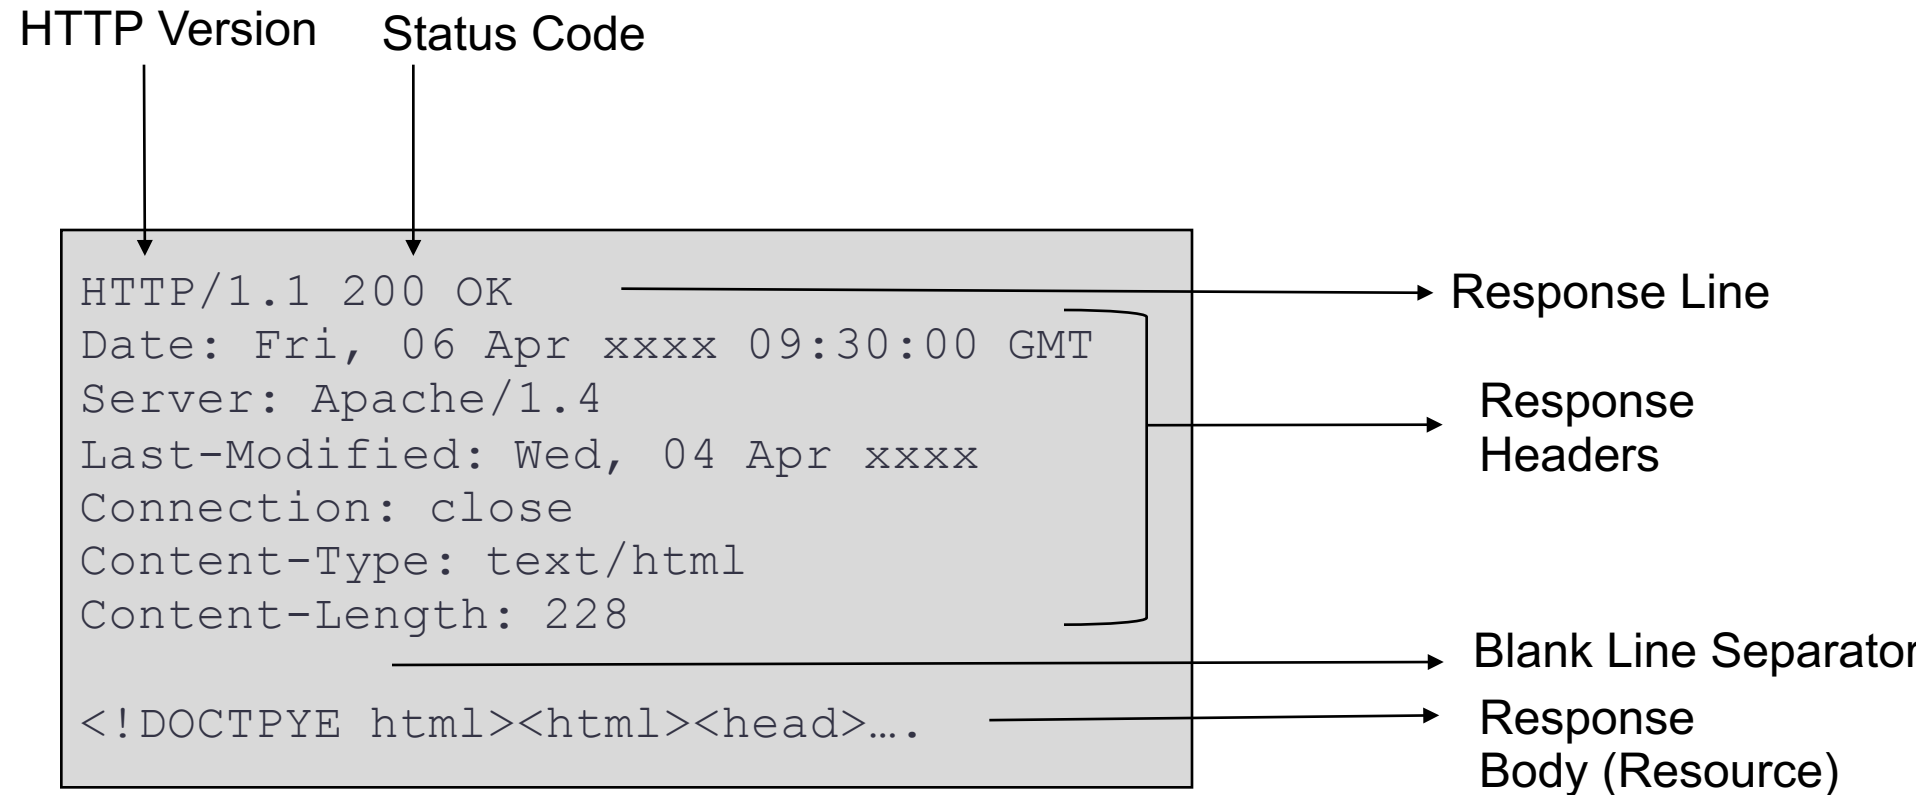 HTTP Version
Status Code
HTTP/1.1 200 OK
Response Line
Date: Fri, 06 Apr xxxx 09:30:00 GMT
Server: Apache/1.4
Last-Modified: Wed, 04 Apr xxxx
Connection: close
Content-Type: text/html
Content-Length: 228
Response
Headers
Blank Line Separator
<!DOCTPYE html><html><head>….
Response
Body (Resource)